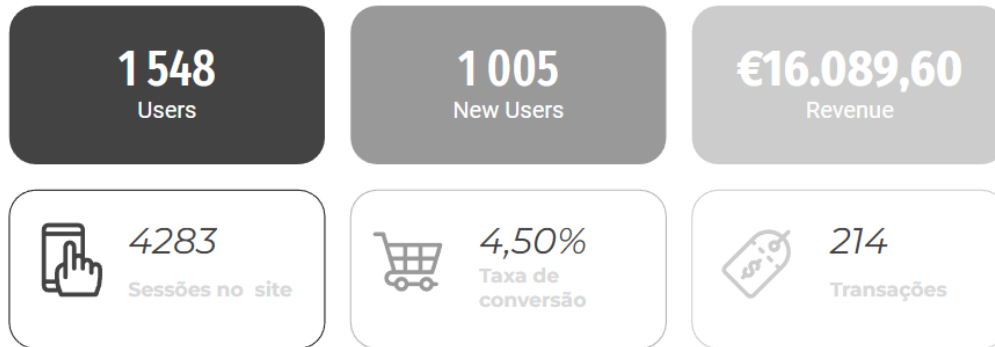 1 548
Users
1 005
New Users
€16.089,60
Revenue
4283
Sessões no site
4,50%
Taxa de
conversão
$
214
Transações